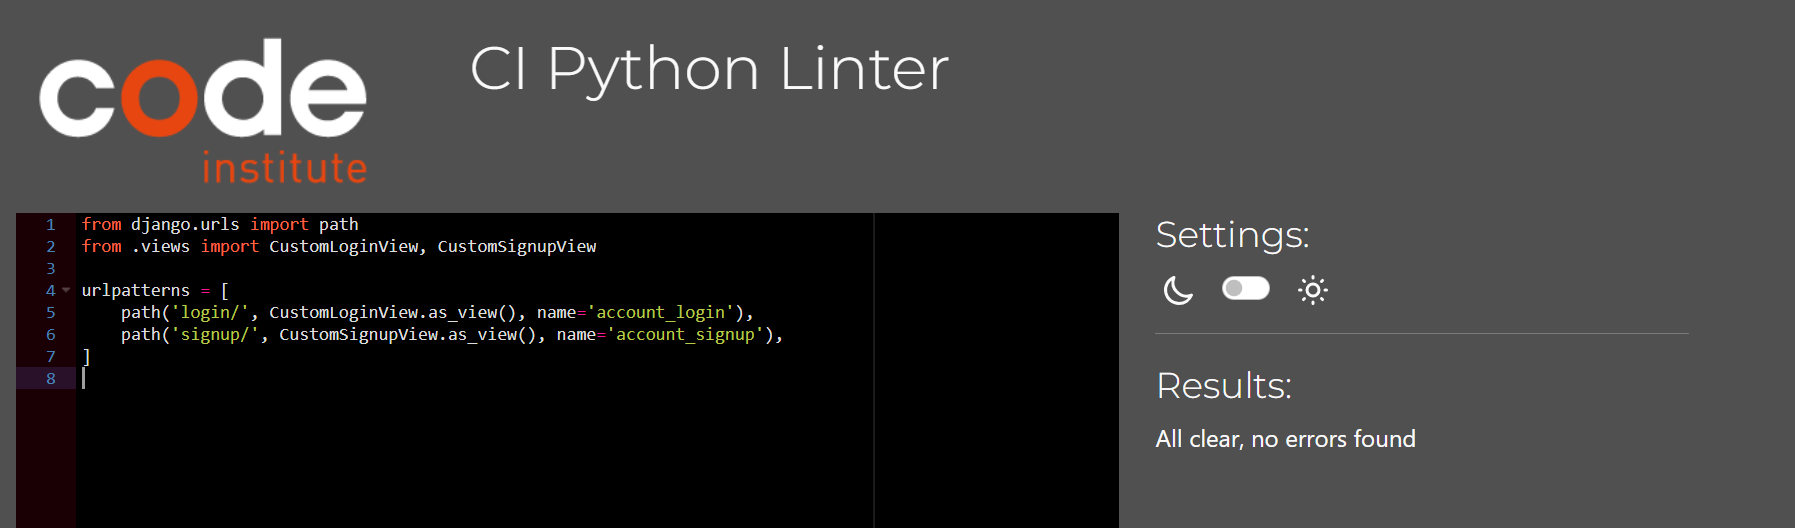 code
institute
CI Python Linter
1 from django.urls import path
2 from .views import CustomLoginView, CustomSignupView
3
4 urlpatterns = [
5     path('login/', CustomLoginView.as_view(), name='account_login'),
6     path('signup/', CustomSignupView.as_view(), name='account_signup'),
7 ]
8
Settings:
Results:
All clear, no errors found